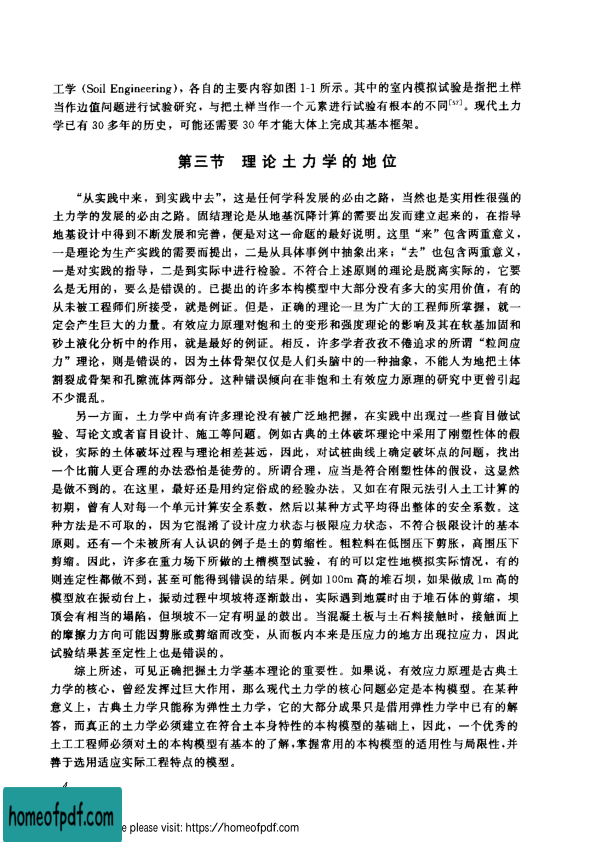 工学 (Soil Engineering)，各自的主要内容如图 1-1 所示。其中的室内模拟试验是指把土样
当作边值问题进行试验研究，与把土样当作一个元素进行试验有根本的不同[57]。现代土力
学已有 30 多年的历史，可能还需要 30 年才能大体上完成其基本框架。
第三节 理论土力学的地位
“从实践中来，到实践中去”，这是任何学科发展的必由之路，当然也是实用性很强的
土力学的发展的必由之路。固结理论是从地基沉降计算的需要出发而建立起来的，在指导
地基设计中得到不断发展和完善，便是对这一命题的最好说明。这里“来”包含两重意义，
一是理论为生产实践的需要而提出，二是从具体事例中抽象出来；“去”也包含两重意义，
一是对实践的指导，二是到实际中进行检验。不符合上述原则的理论是脱离实际的，它要
么是无用的，要么是错误的。已提出的许多本构模型中大部分没有多大的实用价值，有的
从未被工程师们所接受，就是例证。但是，正确的理论一旦为广大的工程师所掌握，就一
定会产生巨大的力量。有效应力原理对饱和土的变形和强度理论的影响及其在软基加固和
砂土液化分析中的作用，就是最好的例证。相反，许多学者孜孜不倦追求的所谓“粒间应
力”理论，则是错误的，因为土体骨架仅仅是人们头脑中的一种抽象，不能人为地把土体
割裂成骨架和孔隙流体两部分。这种错误倾向在非饱和土有效应力原理的研究中更曾引起
不少混乱。
另一方面，土力学中尚有许多理论没有被广泛地把握，在实践中出现过一些盲目做试
验、写论文或者盲目设计、施工等问题。例如古典的土体破坏理论中采用了刚塑性体的假
设，实际的土体破坏过程与理论相差甚远，因此，对试桩曲线上确定破坏点的问题，找出
一个比前人更合理的办法恐怕是徒劳的。所谓合理，应当是符合刚塑性体的假设，这显然
是做不到的。在这里，最好还是用约定俗成的经验办法。又如在有限元法引入土工计算的
初期，曾有人对每一个单元计算安全系数，然后以某种方式平均得出整体的安全系数。这
种方法是不可取的，因为它混淆了设计应力状态与极限应力状态，不符合极限设计的基本
原则。还有一个未被所有人认识的例子是土的剪缩性。粗粒料在低围压下剪胀，高围压下
剪缩。因此，许多在重力场下所做的土槽模型试验，有的可以定性地模拟实际情况，有的
则连定性都做不到，甚至可能得到错误的结果。例如 100m 高的堆石坝，如果做成 1m 高的
模型放在振动台上，振动过程中坝坡将逐渐鼓出，实际遇到地震时由于堆石体的剪缩，坝
顶会有相当的塌陷，但坝坡不一定有明显的鼓出。当混凝土板与土石料接触时，接触面上
的摩擦力方向可能因剪胀或剪缩而改变，从而板内本来是压应力的地方出现拉应力，因此
试验结果甚至定性上也是错误的。
综上所述，可见正确把握土力学基本理论的重要性。如果说，有效应力原理是古典土
力学的核心，曾经发挥过巨大作用，那么现代土力学的核心问题必定是本构模型。在某种
意义上，古典土力学只能称为弹性土力学，它的大部分成果只是借用弹性力学中已有的解
答，而真正的土力学必须建立在符合土本身特性的本构模型的基础上，因此，一个优秀的
土工工程师必须对土的本构模型有基本的了解，掌握常用的本构模型的适用性与局限性，并
善于选用适应实际工程特点的模型。
homeofpdf.com
e please visit: https://homeofpdf.com